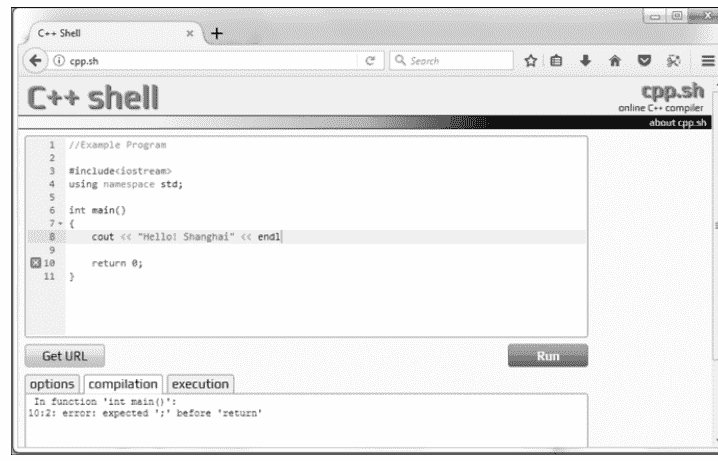 C++ Shell
cpp.sh
Search
C++ shell
cpp.sh
online C++ compiler
about cpp.sh
1 //Example Program
2
3 #include<iostream>
4 using namespace std;
5
6 int main()
7 {
8 cout << "Hello! Shanghai" << endl
9
10 return 0;
11 }
Get URL
Run
options compilation execution
In function 'int main()':
10:2: error: expected ';' before 'return'